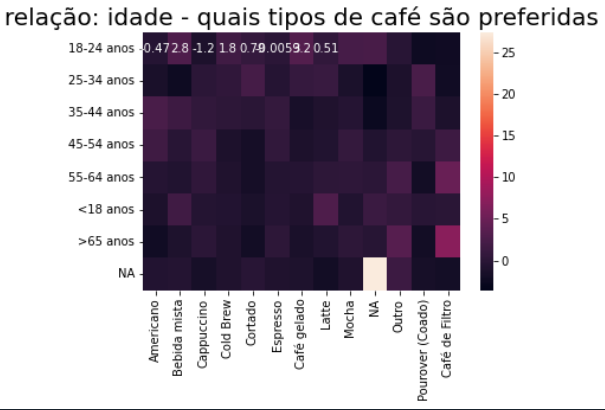 relação: idade - quais tipos de café são preferidas
18-24 anos
-0.47 2.8 -1.2 1.8 0.79 -0.0059 3.2 0.51
25-34 anos
35-44 anos
45-54 anos
55-64 anos
<18 anos
>65 anos
NA
Americano
Bebida mista
Cappuccino
Cold Brew
Cortado
Espresso
Café gelado
Latte
Mocha
NA
Outro
Pourover (Coado)
Café de Filtro
25
20
15
10
5
0